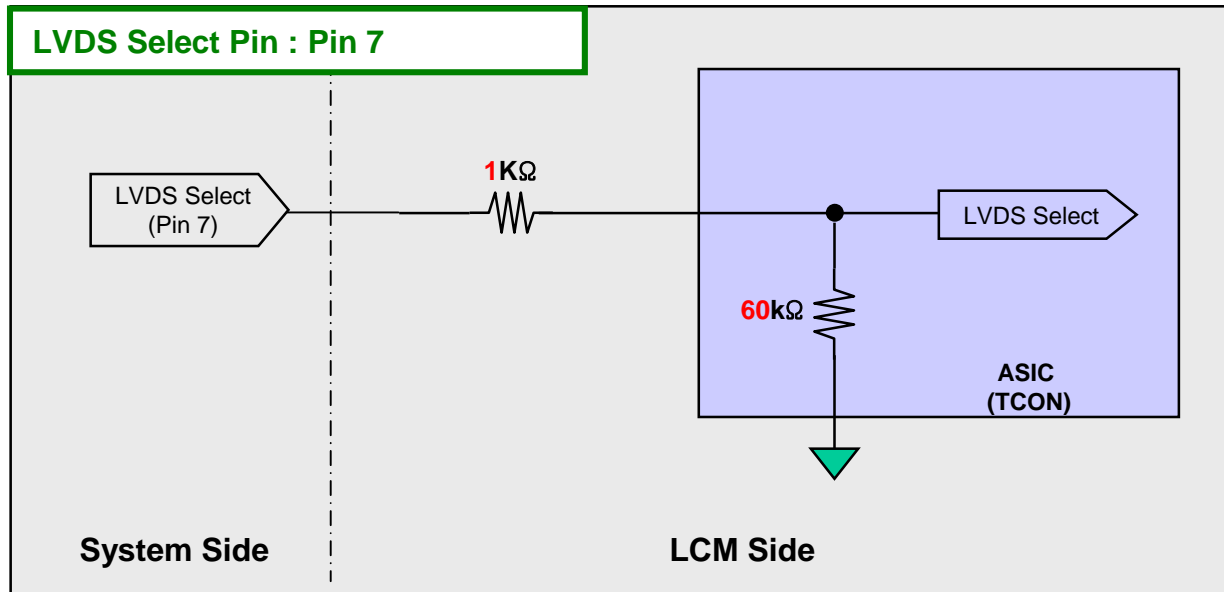 LVDS Select Pin : Pin 7
1KΩ
LVDS Select
(Pin 7)
LVDS Select
60kΩ
ASIC
(TCON)
System Side
LCM Side